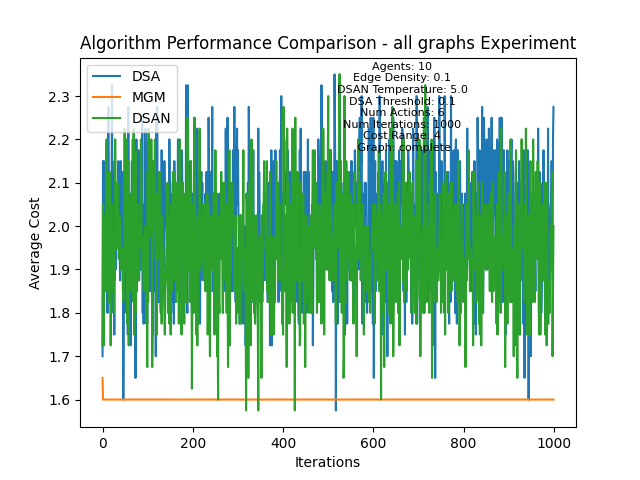 Algorithm Performance Comparison - all graphs Experiment
DSA
MGM
DSAN
Agents: 10
Edge Density: 0.1
DSAN Temperature: 5.0
DSA Threshold: 0.1
Num Actions: 6
Num Iterations: 1000
Cost Range: 4
Graph: complete
Average Cost
2.3
2.2
2.1
2.0
1.9
1.8
1.7
1.6
0
200
400
600
800
1000
Iterations